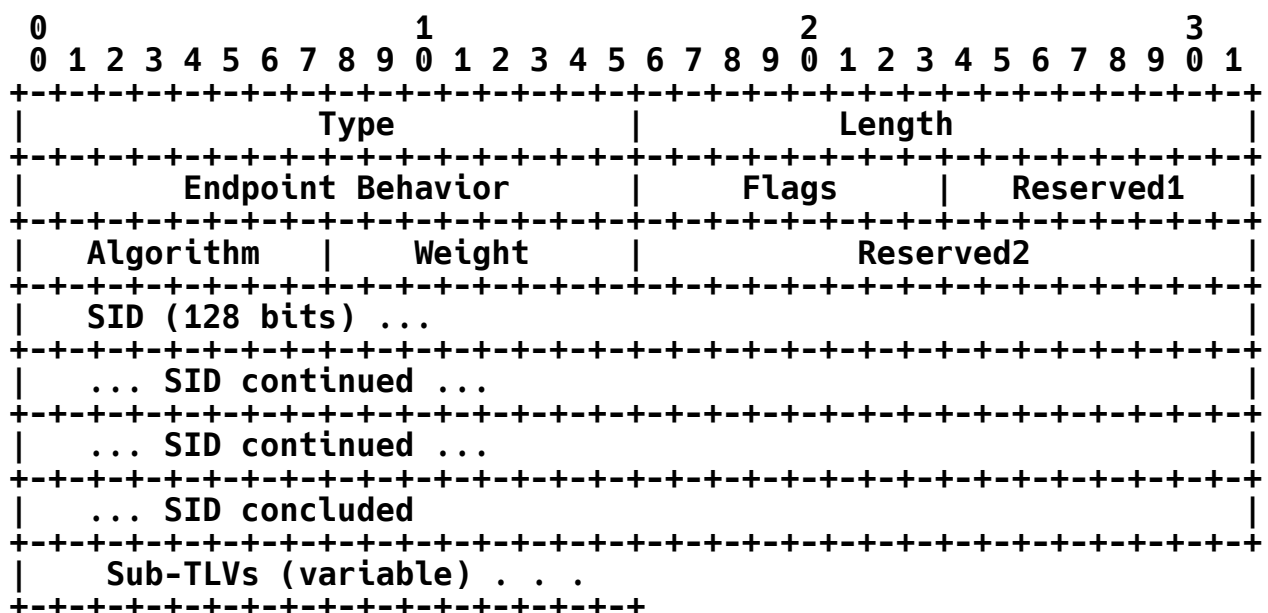 0                   1                   2                   3
 0 1 2 3 4 5 6 7 8 9 0 1 2 3 4 5 6 7 8 9 0 1 2 3 4 5 6 7 8 9 0 1
+-+-+-+-+-+-+-+-+-+-+-+-+-+-+-+-+-+-+-+-+-+-+-+-+-+-+-+-+-+-+-+-+
|               Type            |          Length               |
+-+-+-+-+-+-+-+-+-+-+-+-+-+-+-+-+-+-+-+-+-+-+-+-+-+-+-+-+-+-+-+-+
|        Endpoint Behavior      |     Flags     |   Reserved1   |
+-+-+-+-+-+-+-+-+-+-+-+-+-+-+-+-+-+-+-+-+-+-+-+-+-+-+-+-+-+-+-+-+
|   Algorithm   |    Weight     |           Reserved2           |
+-+-+-+-+-+-+-+-+-+-+-+-+-+-+-+-+-+-+-+-+-+-+-+-+-+-+-+-+-+-+-+-+
|   SID (128 bits) ...                                          |
+-+-+-+-+-+-+-+-+-+-+-+-+-+-+-+-+-+-+-+-+-+-+-+-+-+-+-+-+-+-+-+-+
|   ... SID continued ...                                       |
+-+-+-+-+-+-+-+-+-+-+-+-+-+-+-+-+-+-+-+-+-+-+-+-+-+-+-+-+-+-+-+-+
|   ... SID continued ...                                       |
+-+-+-+-+-+-+-+-+-+-+-+-+-+-+-+-+-+-+-+-+-+-+-+-+-+-+-+-+-+-+-+-+
|   ... SID concluded                                           |
+-+-+-+-+-+-+-+-+-+-+-+-+-+-+-+-+-+-+-+-+-+-+-+-+-+-+-+-+-+-+-+-+
|    Sub-TLVs (variable) . . .
+-+-+-+-+-+-+-+-+-+-+-+-+-+-+-+-+